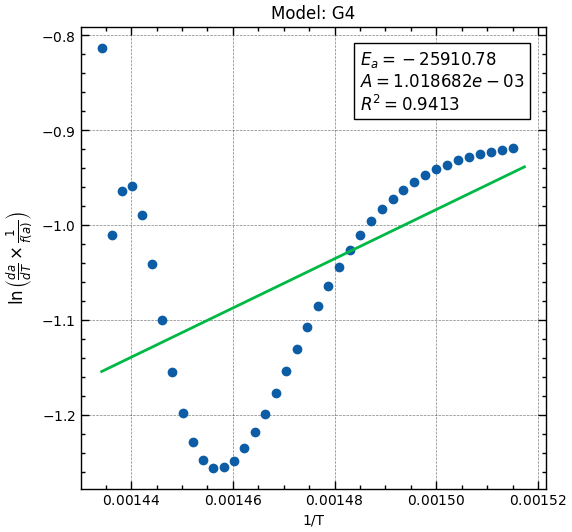 Model: G4
E_a = −25910.78
A = 1.018682e − 03
R^2 = 0.9413
−0.8
−0.9
−1.0
−1.1
−1.2
ln(da/dT × 1/f(a))
0.00144 0.00146 0.00148 0.00150 0.00152
1/T